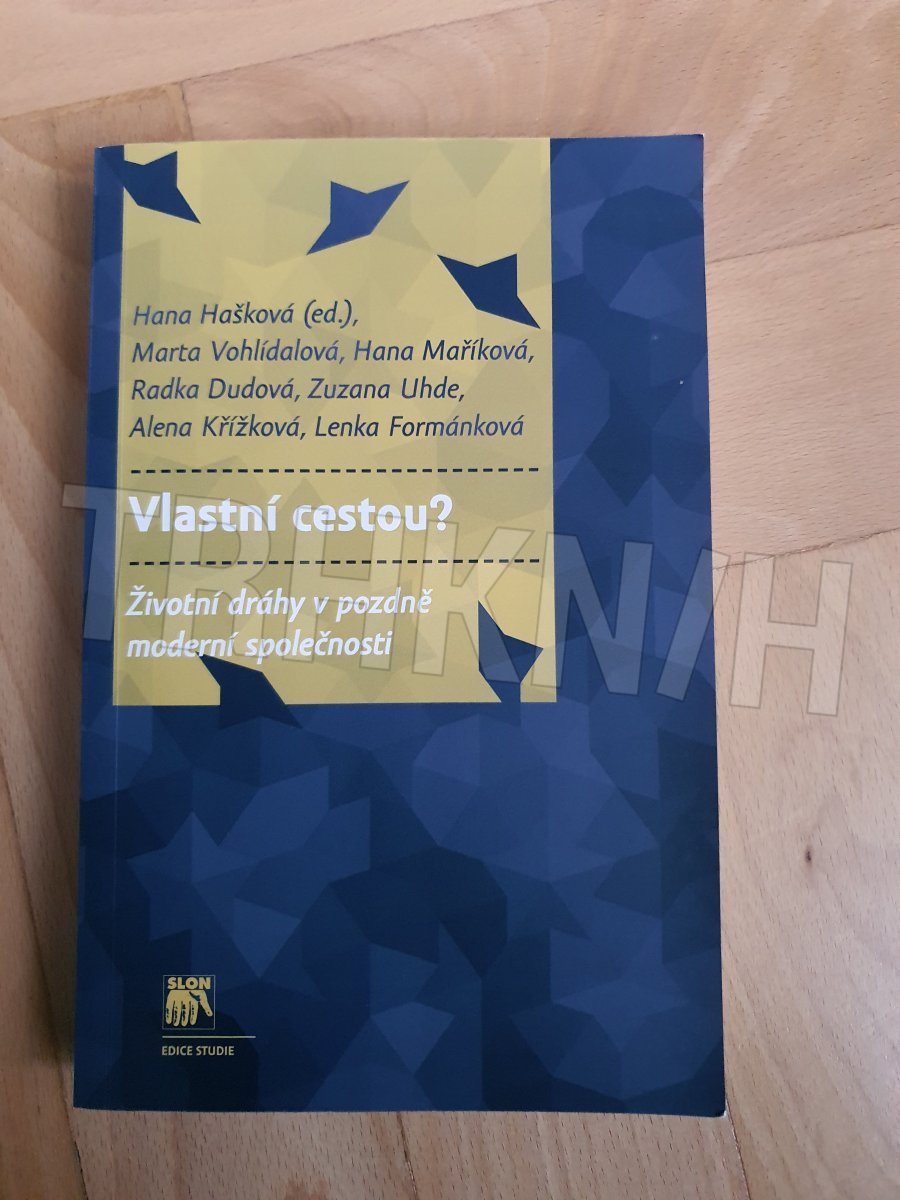 Hana Hašková (ed.),
Marta Vohlídalová, Hana Maříková,
Radka Dudová, Zuzana Uhde,
Alena Křížková, Lenka Formánková
Vlastní cestou?
Životní dráhy v pozdně
moderní společnosti
TRHKNIH
SLON
EDICE STUDIE